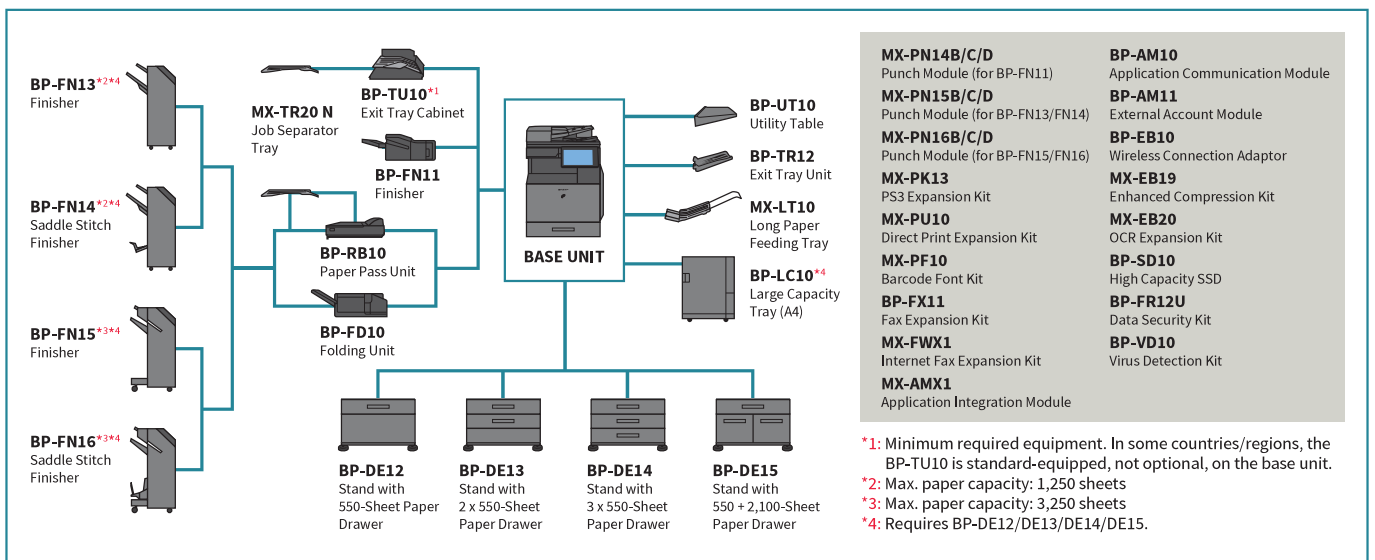 BP-FN13*2*4
Finisher
BP-FN14*2*4
Saddle Stitch
Finisher
BP-FN15*3*4
Finisher
BP-FN16*3*4
Saddle Stitch
Finisher
MX-TR20 N
Job Separator
Tray
BP-TU10*1
Exit Tray Cabinet
BP-FN11
Finisher
BP-RB10
Paper Pass Unit
BP-FD10
Folding Unit
BASE UNIT
BP-UT10
Utility Table
BP-TR12
Exit Tray Unit
MX-LT10
Long Paper
Feeding Tray
BP-LC10*4
Large Capacity
Tray (A4)
BP-DE12
Stand with
550-Sheet Paper
Drawer
BP-DE13
Stand with
2 x 550-Sheet
Paper Drawer
BP-DE14
Stand with
3 x 550-Sheet
Paper Drawer
BP-DE15
Stand with
550 + 2,100-Sheet
Paper Drawer
MX-PN14B/C/D
Punch Module (for BP-FN11)
MX-PN15B/C/D
Punch Module (for BP-FN13/FN14)
MX-PN16B/C/D
Punch Module (for BP-FN15/FN16)
MX-PK13
PS3 Expansion Kit
MX-PU10
Direct Print Expansion Kit
MX-PF10
Barcode Font Kit
BP-FX11
Fax Expansion Kit
MX-FWX1
Internet Fax Expansion Kit
MX-AMX1
Application Integration Module
BP-AM10
Application Communication Module
BP-AM11
External Account Module
BP-EB10
Wireless Connection Adaptor
MX-EB19
Enhanced Compression Kit
MX-EB20
OCR Expansion Kit
BP-SD10
High Capacity SSD
BP-FR12U
Data Security Kit
BP-VD10
Virus Detection Kit
*1: Minimum required equipment. In some countries/regions, the
BP-TU10 is standard-equipped, not optional, on the base unit.
*2: Max. paper capacity: 1,250 sheets
*3: Max. paper capacity: 3,250 sheets
*4: Requires BP-DE12/DE13/DE14/DE15.